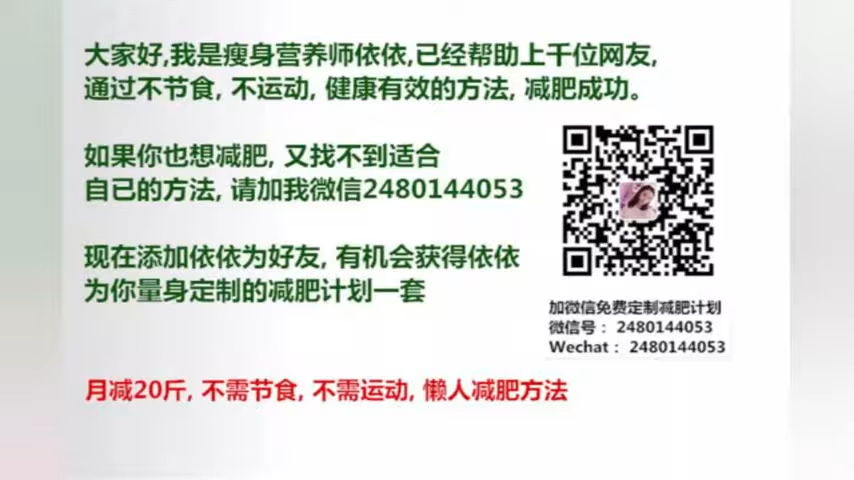 大家好,我是瘦身营养师依依,已经帮助上千位网友,
通过不节食, 不运动, 健康有效的方法, 减肥成功。
如果你也想减肥, 又找不到适合
自已的方法, 请加我微信2480144053
现在添加依依为好友, 有机会获得依依
为你量身定制的减肥计划一套
加微信免费定制减肥计划
微信号： 2480144053
Wechat： 2480144053
月减20斤, 不需节食, 不需运动, 懒人减肥方法